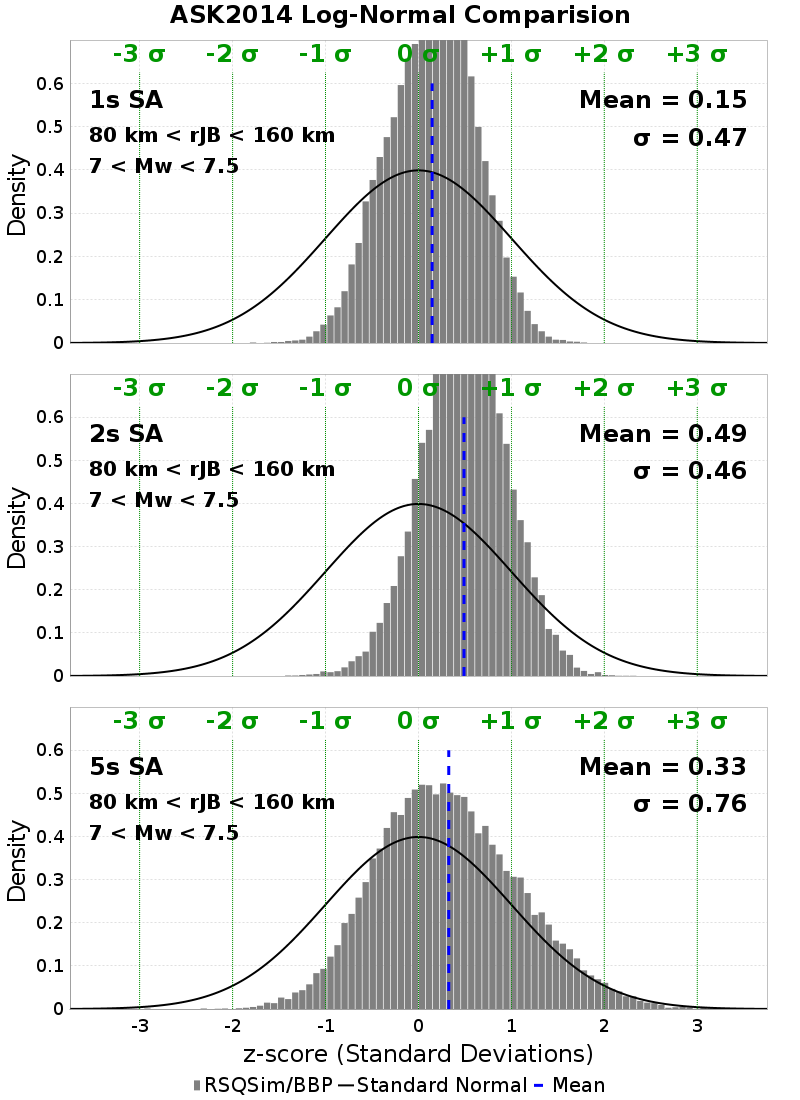 ASK2014 Log-Normal Comparision
-3 σ -2 σ -1 σ 0 σ +1 σ +2 σ +3 σ
0.6
1s SA Mean = 0.15
0.5
80 km < rJB < 160 km σ = 0.47
7 < Mw < 7.5
0.4
0.3
0.2
0.1
0
Density
-3 σ -2 σ -1 σ 0 σ +1 σ +2 σ +3 σ
0.6
2s SA Mean = 0.49
0.5
80 km < rJB < 160 km σ = 0.46
7 < Mw < 7.5
0.4
0.3
0.2
0.1
0
Density
-3 σ -2 σ -1 σ 0 σ +1 σ +2 σ +3 σ
0.6
5s SA Mean = 0.33
0.5
80 km < rJB < 160 km σ = 0.76
7 < Mw < 7.5
0.4
0.3
0.2
0.1
0
Density
-3 -2 -1 0 1 2 3
z-score (Standard Deviations)
RSQSim/BBP Standard Normal Mean